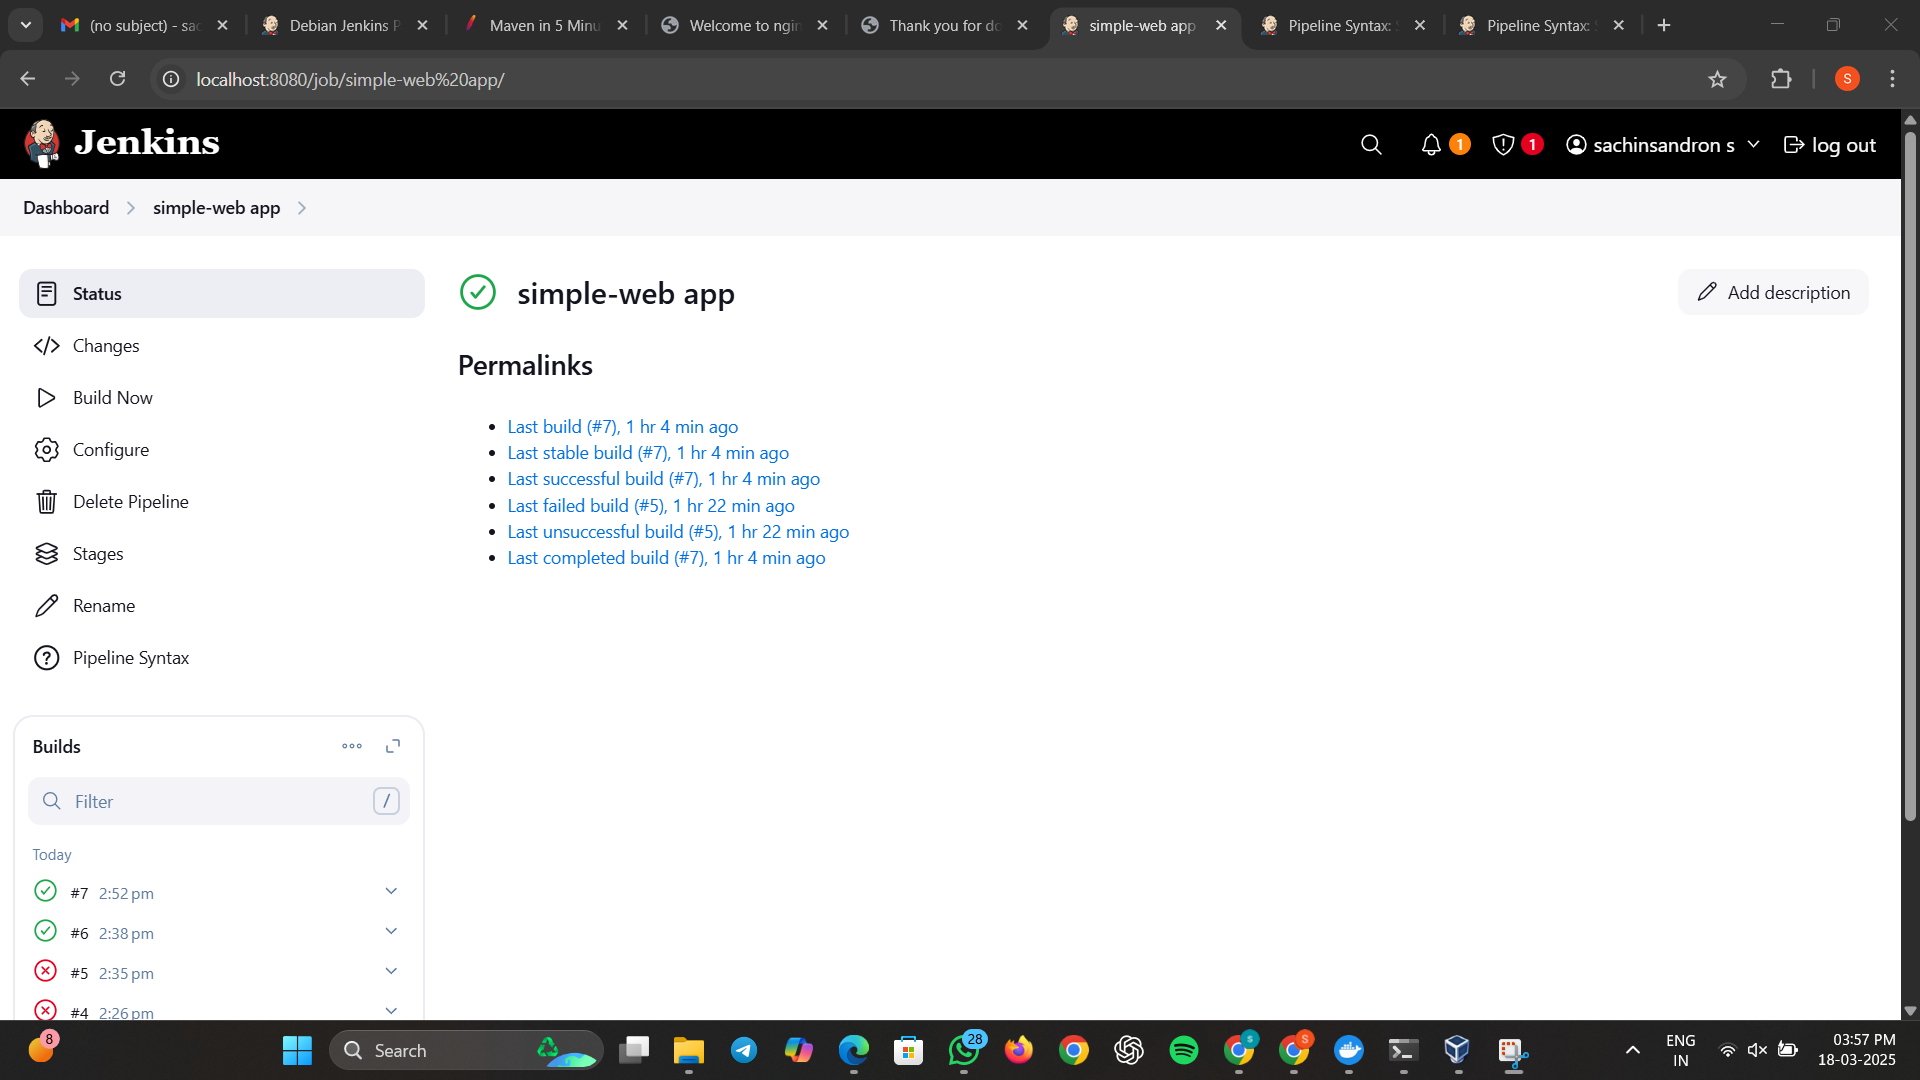 (no subject) - sac
Debian Jenkins P
Maven in 5 Minu
Welcome to ngin
Thank you for do
simple-web app
Pipeline Syntax: S
Pipeline Syntax: S
localhost:8080/job/simple-web%20app/
S
Jenkins
1
1
sachinsandron s
log out
Dashboard
simple-web app
Status
Changes
Build Now
Configure
Delete Pipeline
Stages
Rename
Pipeline Syntax
simple-web app
Add description
Permalinks
Last build (#7), 1 hr 4 min ago
Last stable build (#7), 1 hr 4 min ago
Last successful build (#7), 1 hr 4 min ago
Last failed build (#5), 1 hr 22 min ago
Last unsuccessful build (#5), 1 hr 22 min ago
Last completed build (#7), 1 hr 4 min ago
Builds
Filter
/
Today
#7 2:52 pm
#6 2:38 pm
#5 2:35 pm
#4 2:26 pm
8
Search
28
S
S
ENG
IN
03:57 PM
18-03-2025